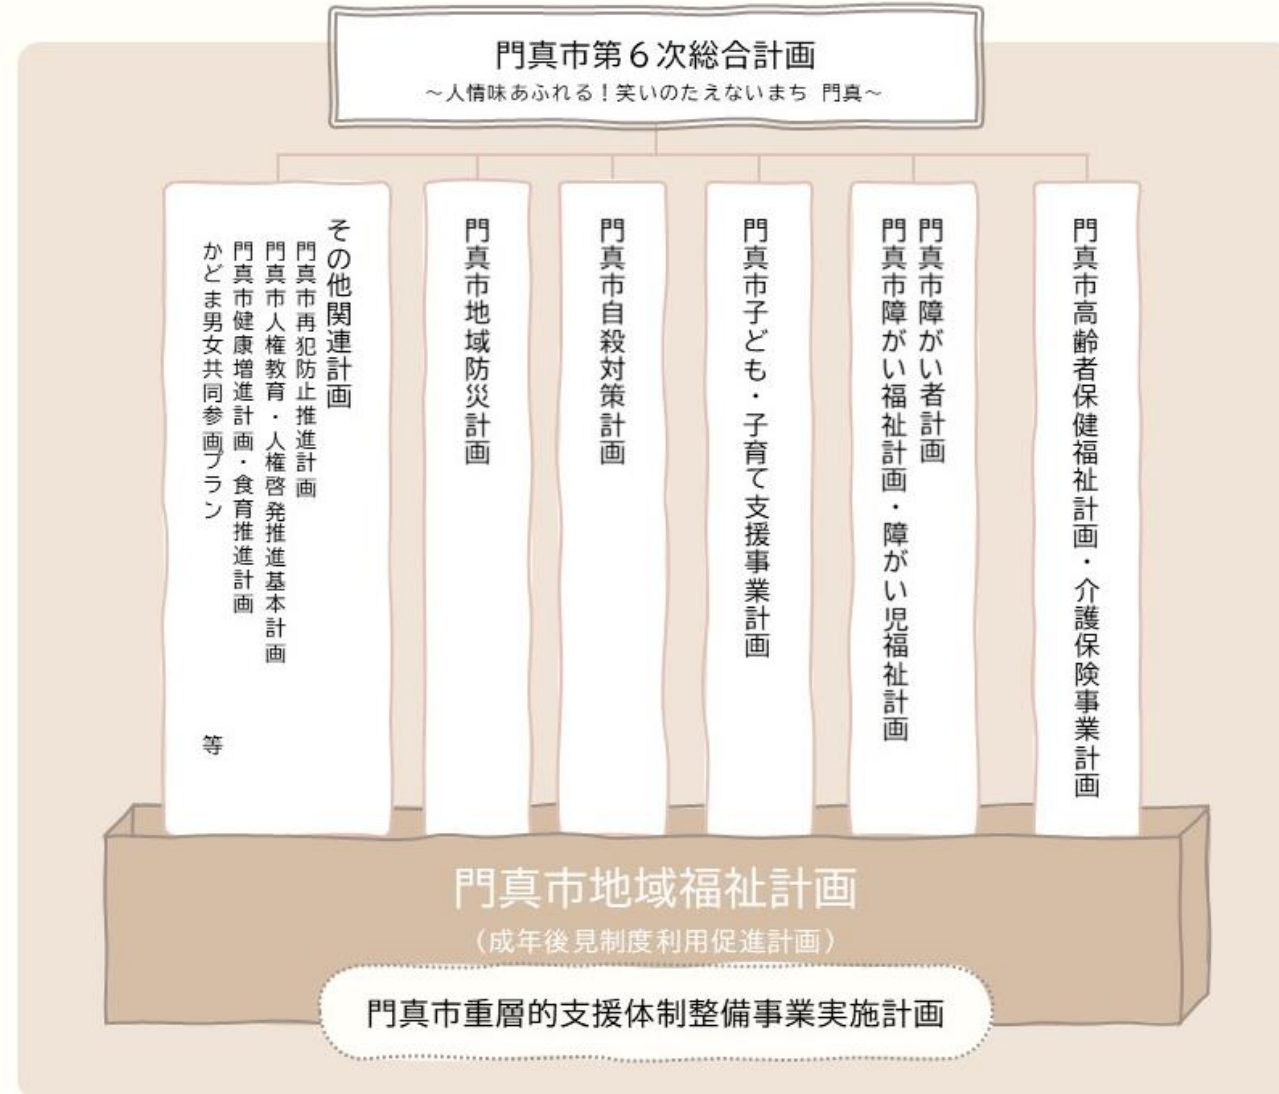 門真市第６次総合計画
～人情味あふれる！笑いのたえないまち 門真～
門真市高齢者保健福祉計画・介護保険事業計画
門真市障がい者計画
門真市障がい福祉計画・障がい児福祉計画
門真市子ども・子育て支援事業計画
門真市自殺対策計画
門真市地域防災計画
その他関連計画
門真市再犯防止推進計画
門真市人権教育・人権啓発推進基本計画
門真市健康増進計画・食育推進計画
かどま男女共同参画プラン 等
門真市地域福祉計画
（成年後見制度利用促進計画）
門真市重層的支援体制整備事業実施計画